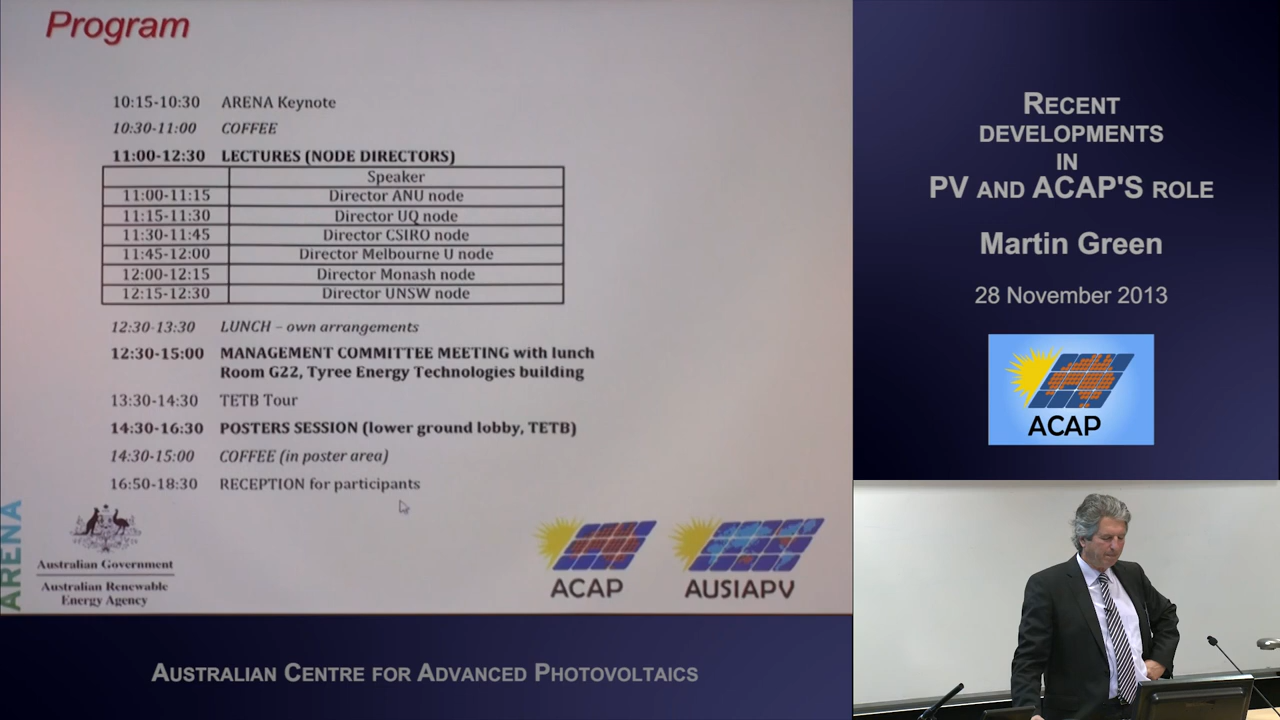 Program
10:15-10:30 ARENA Keynote
10:30-11:00 COFFEE
11:00-12:30 LECTURES (NODE DIRECTORS)
Speaker
11:00-11:15 Director ANU node
11:15-11:30 Director UQ node
11:30-11:45 Director CSIRO node
11:45-12:00 Director Melbourne U node
12:00-12:15 Director Monash node
12:15-12:30 Director UNSW node
12:30-13:30 LUNCH – own arrangements
12:30-15:00 MANAGEMENT COMMITTEE MEETING with lunch
Room G22, Tyree Energy Technologies building
13:30-14:30 TETB Tour
14:30-16:30 POSTERS SESSION (lower ground lobby, TETB)
14:30-15:00 COFFEE (in poster area)
16:50-18:30 RECEPTION for participants
ARENA
Australian Government
Australian Renewable
Energy Agency
ACAP
AUSIAPV
AUSTRALIAN CENTRE FOR ADVANCED PHOTOVOLTAICS
RECENT
DEVELOPMENTS
IN
PV AND ACAP'S ROLE
Martin Green
28 November 2013
ACAP